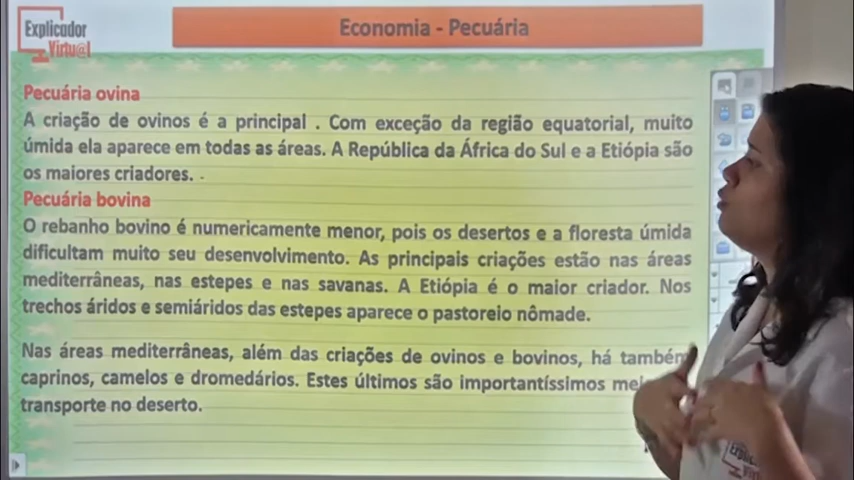 Explicador
Virtu@l
Economia - Pecuária
Pecuária ovina
A criação de ovinos é a principal . Com exceção da região equatorial, muito
úmida ela aparece em todas as áreas. A República da África do Sul e a Etiópia são
os maiores criadores. .
Pecuária bovina
O rebanho bovino é numericamente menor, pois os desertos e a floresta úmida
dificultam muito seu desenvolvimento. As principais criações estão nas áreas
mediterrâneas, nas estepes e nas savanas. A Etiópia é o maior criador. Nos
trechos áridos e semiáridos das estepes aparece o pastoreio nômade.
Nas áreas mediterrâneas, além das criações de ovinos e bovinos, há também
caprinos, camelos e dromedários. Estes últimos são importantíssimos
transporte no deserto.